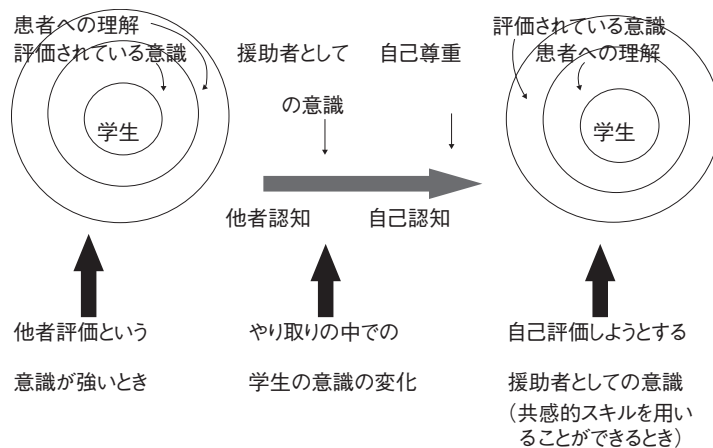 患者への理解
評価されている意識
学生
援助者として
の意識
自己尊重
他者認知
自己認知
評価されている意識
患者への理解
学生
他者評価という
意識が強いとき
やり取りの中での
学生の意識の変化
自己評価しようとする
援助者としての意識
（共感的スキルを用い
ることができるとき）